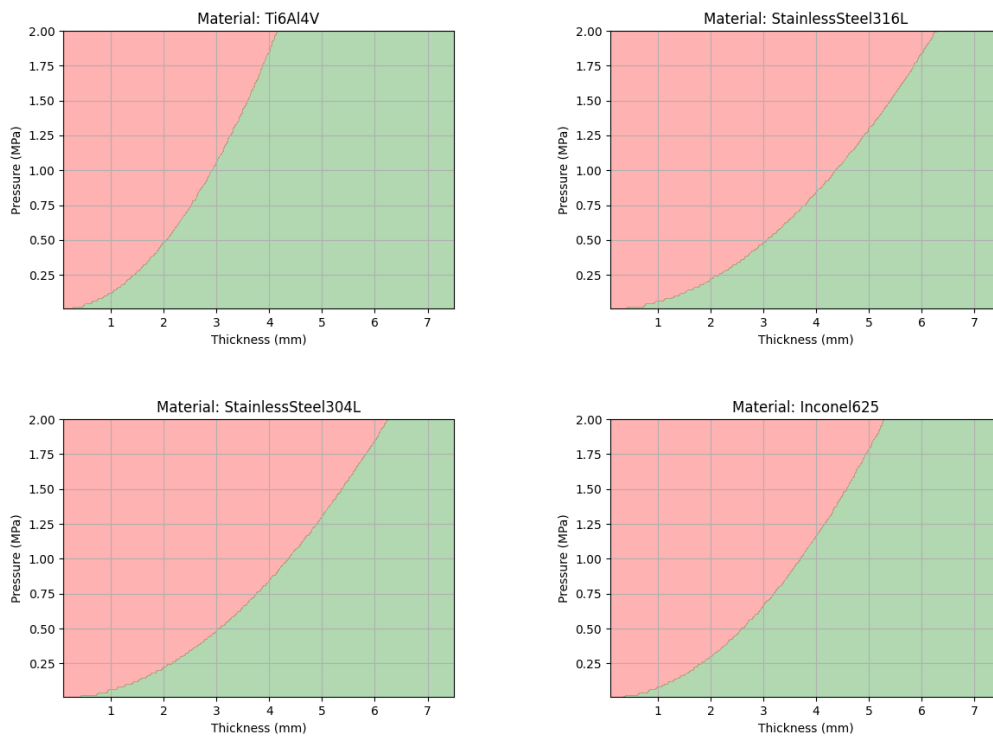 Material: Ti6Al4V
2.00
1.75
1.50
1.25
1.00
0.75
0.50
0.25
Pressure (MPa)
1 2 3 4 5 6 7
Thickness (mm)
Material: StainlessSteel316L
2.00
1.75
1.50
1.25
1.00
0.75
0.50
0.25
Pressure (MPa)
1 2 3 4 5 6 7
Thickness (mm)
Material: StainlessSteel304L
2.00
1.75
1.50
1.25
1.00
0.75
0.50
0.25
Pressure (MPa)
1 2 3 4 5 6 7
Thickness (mm)
Material: Inconel625
2.00
1.75
1.50
1.25
1.00
0.75
0.50
0.25
Pressure (MPa)
1 2 3 4 5 6 7
Thickness (mm)